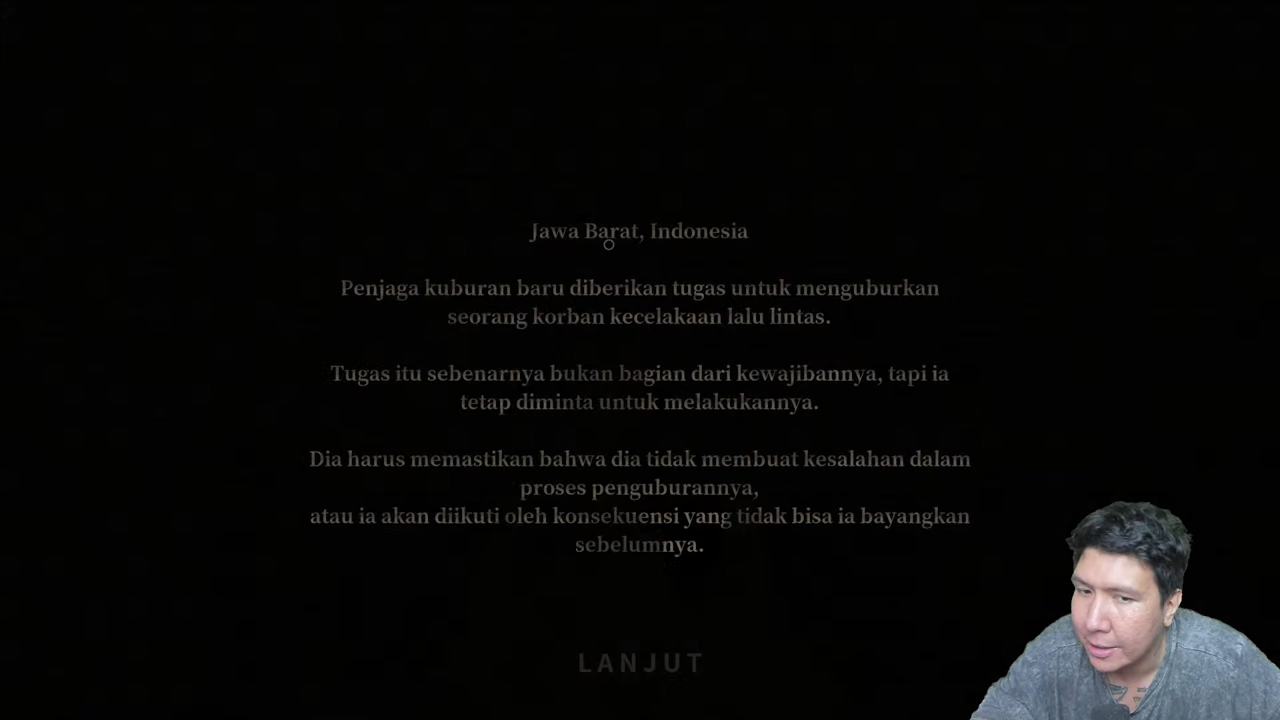 Jawa Barat, Indonesia
Penjaga kuburan baru diberikan tugas untuk menguburkan
seorang korban kecelakaan lalu lintas.
Tugas itu sebenarnya bukan bagian dari kewajibannya, tapi ia
tetap diminta untuk melakukannya.
Dia harus memastikan bahwa dia tidak membuat kesalahan dalam
proses penguburannya,
atau ia akan diikuti oleh konsekuensi yang tidak bisa ia bayangkan
sebelumnya.
LANJUT